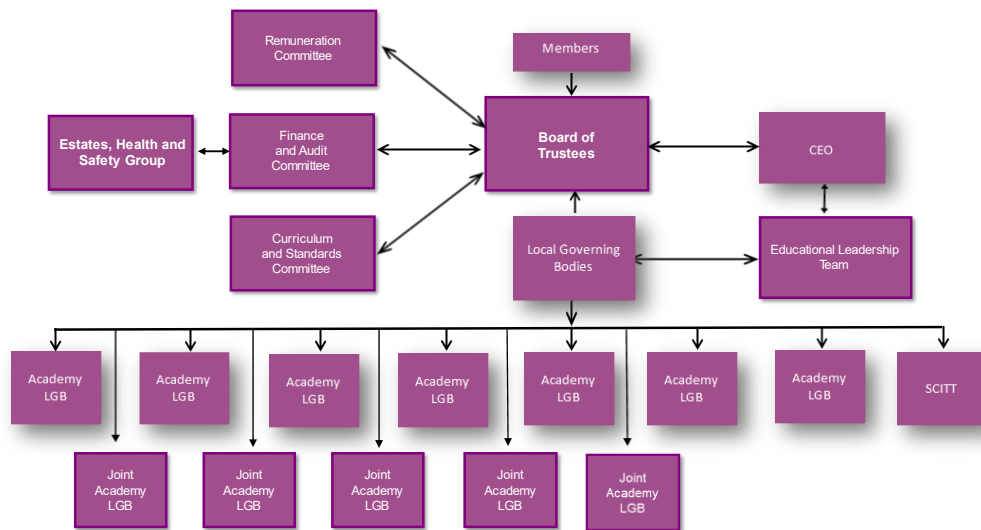 Remuneration
Committee
Members
Estates, Health and
Safety Group
Finance
and Audit
Committee
Board of
Trustees
CEO
Curriculum
and Standards
Committee
Local Governing
Bodies
Educational Leadership
Team
Academy
LGB
Academy
LGB
Academy
LGB
Academy
LGB
Academy
LGB
Academy
LGB
Academy
LGB
SCITT
Joint
Academy
LGB
Joint
Academy
LGB
Joint
Academy
LGB
Joint
Academy
LGB
Joint
Academy
LGB